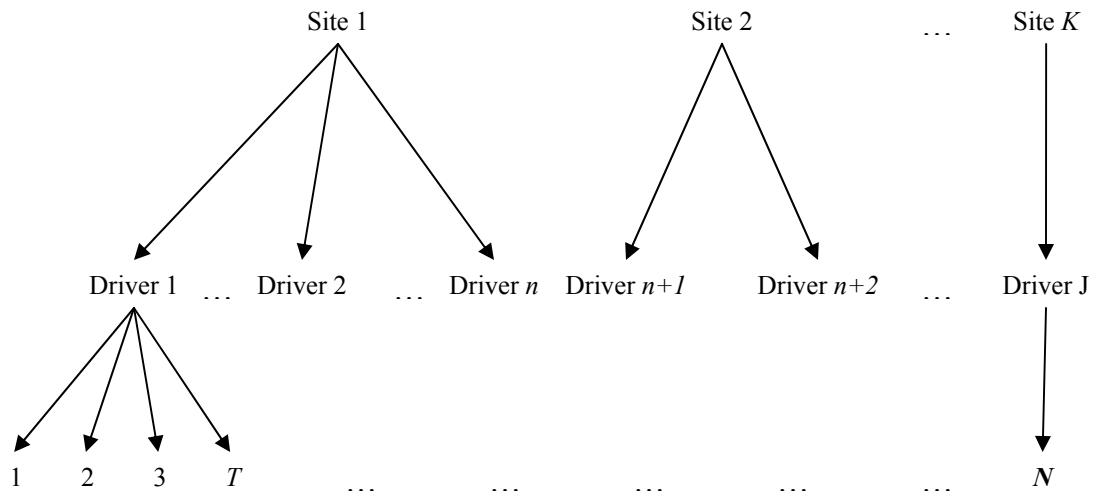 Site 1 Site 2 … Site K
Driver 1 … Driver 2 … Driver n Driver n+1 Driver n+2 … Driver J
1 2 3 T … … … … … N